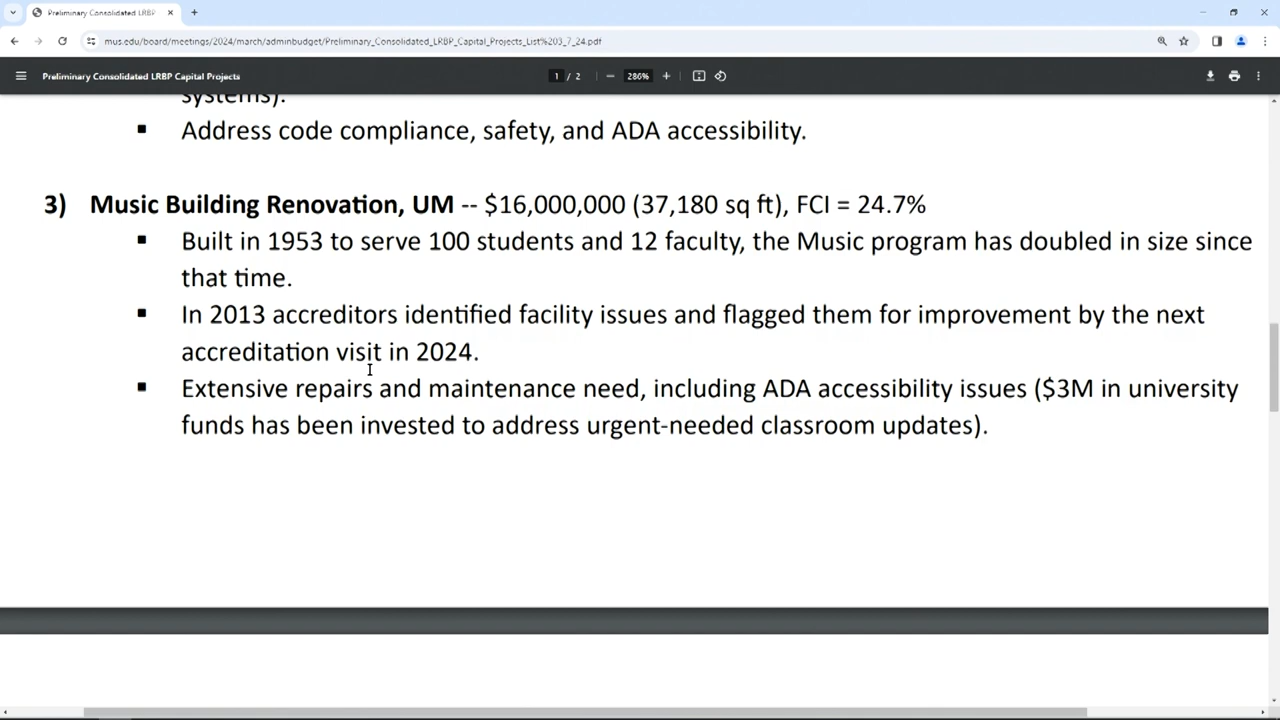 Preliminary Consolidated LRBP
mus.edu/board/meetings/2024/march/adminbudget/Preliminary_Consolidated_LRBP_Capital_Projects_List%203_7_24.pdf
Preliminary Consolidated LRBP Capital Projects 1 / 2 286%
systems).
▪ Address code compliance, safety, and ADA accessibility.
3) Music Building Renovation, UM -- $16,000,000 (37,180 sq ft), FCI = 24.7%
▪ Built in 1953 to serve 100 students and 12 faculty, the Music program has doubled in size since
that time.
▪ In 2013 accreditors identified facility issues and flagged them for improvement by the next
accreditation visit in 2024.
▪ Extensive repairs and maintenance need, including ADA accessibility issues ($3M in university
funds has been invested to address urgent-needed classroom updates).